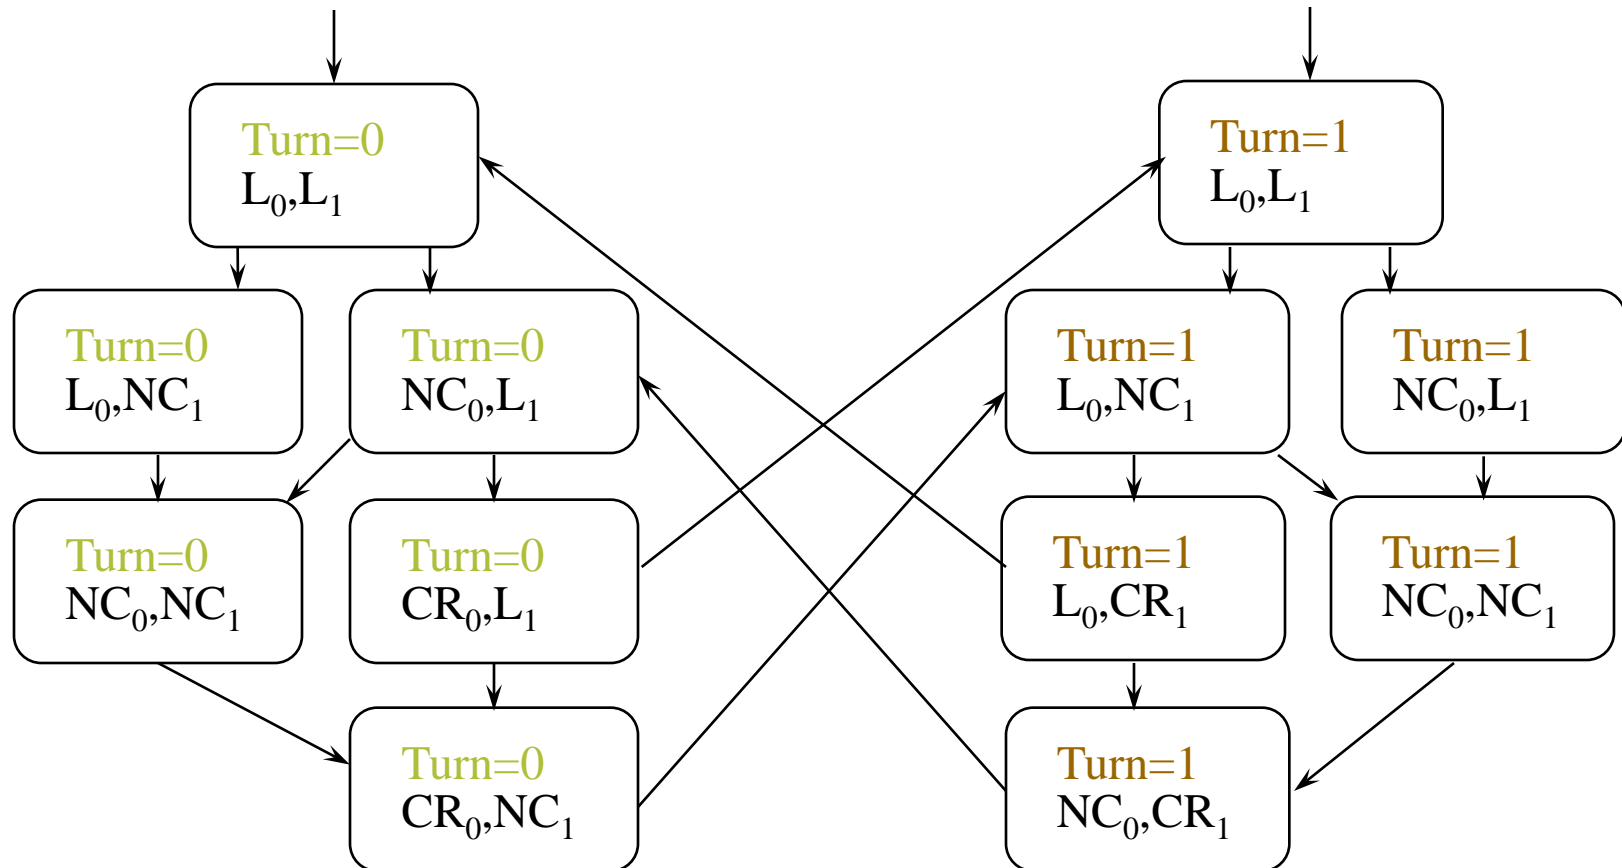 Turn=0
L₀,L₁
Turn=1
L₀,L₁
Turn=0
L₀,NC₁
Turn=0
NC₀,L₁
Turn=1
L₀,NC₁
Turn=1
NC₀,L₁
Turn=0
NC₀,NC₁
Turn=0
CR₀,L₁
Turn=1
L₀,CR₁
Turn=1
NC₀,NC₁
Turn=0
CR₀,NC₁
Turn=1
NC₀,CR₁